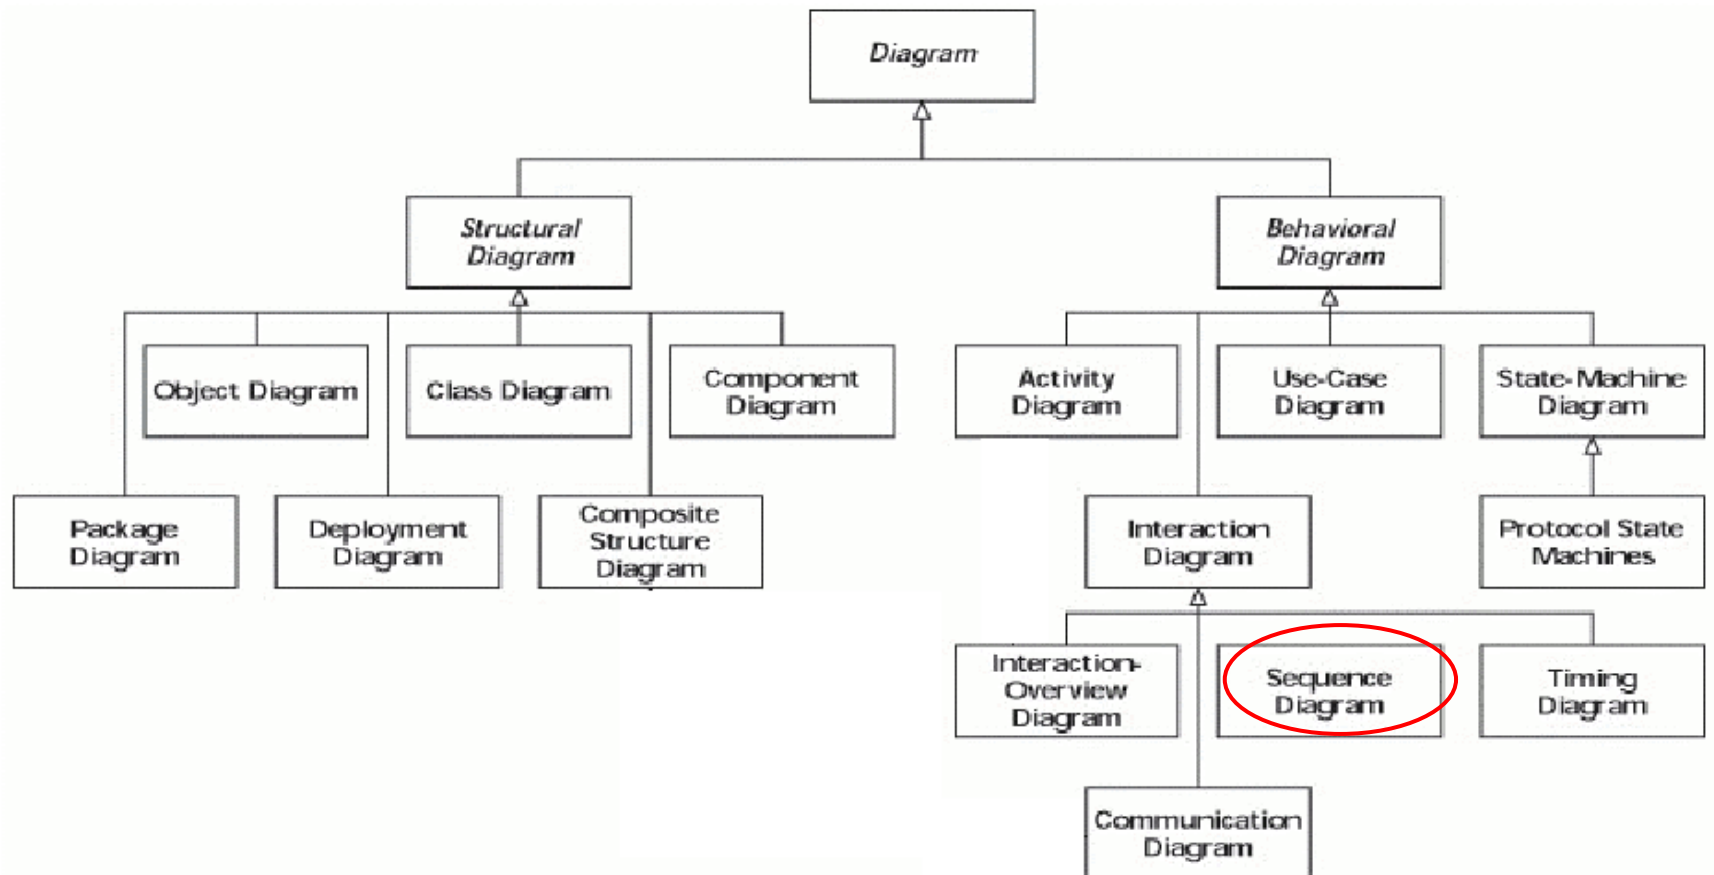 Diagram
Structural
Diagram
Behavioral
Diagram
Object Diagram
Class Diagram
Component
Diagram
Activity
Diagram
Use-Case
Diagram
State-Machine
Diagram
Package
Diagram
Deployment
Diagram
Composite
Structure
Diagram
Interaction
Diagram
Protocol State
Machines
Interaction-
Overview
Diagram
Sequence
Diagram
Timing
Diagram
Communication
Diagram